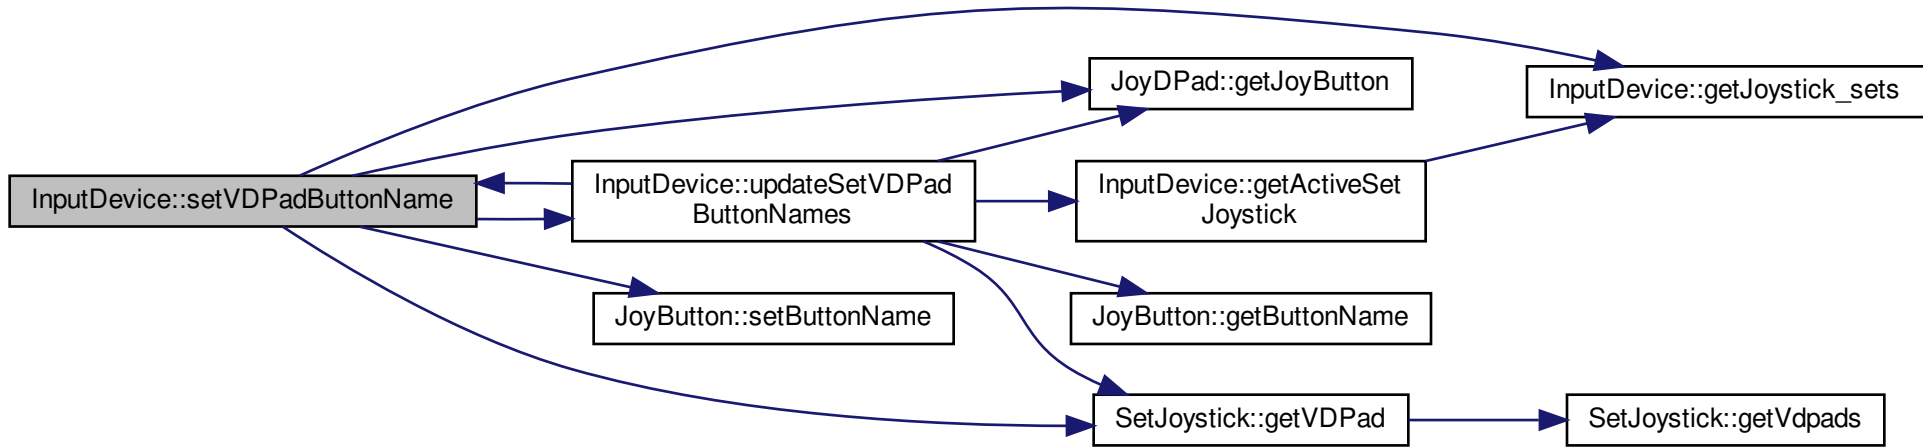 InputDevice::setVDPadButtonName
InputDevice::updateSetVDPad
ButtonNames
JoyDPad::getJoyButton
InputDevice::getActiveSet
Joystick
InputDevice::getJoystick_sets
JoyButton::setButtonName
JoyButton::getButtonName
SetJoystick::getVDPad
SetJoystick::getVdpads